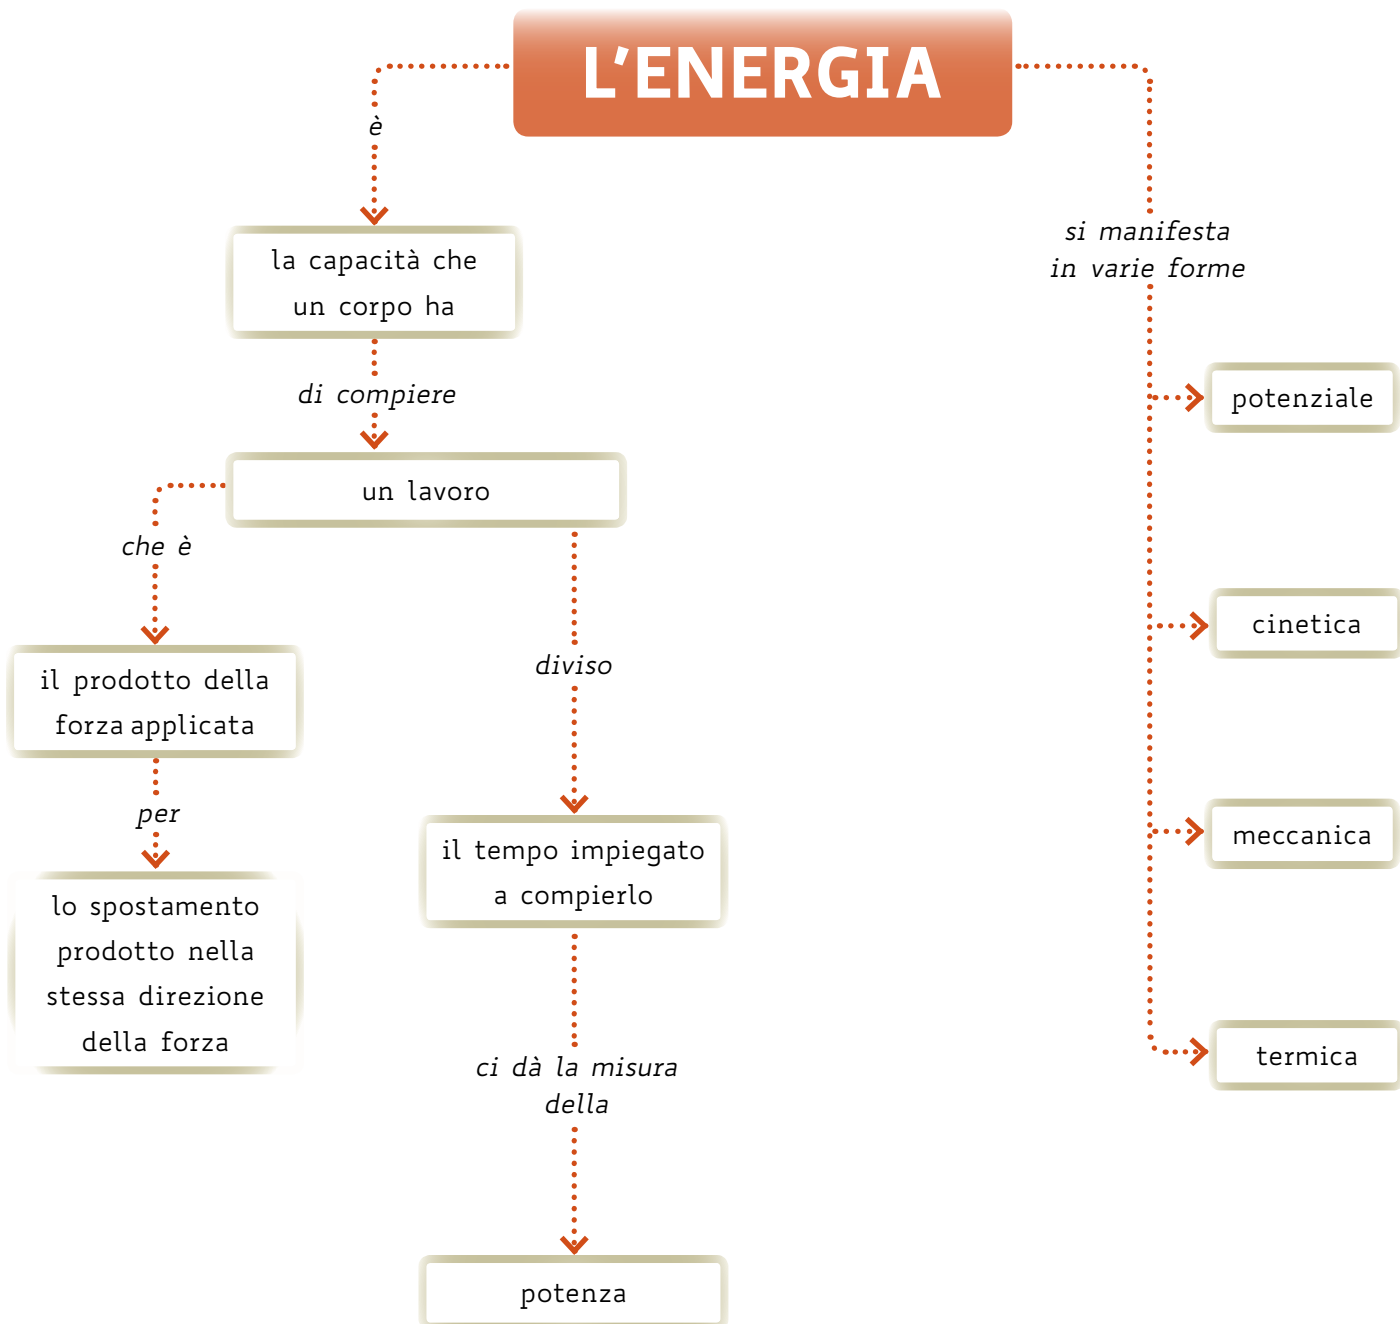 L'ENERGIA
è
la capacità che
un corpo ha
di compiere
un lavoro
che è
il prodotto della
forza applicata
per
lo spostamento
prodotto nella
stessa direzione
della forza
diviso
il tempo impiegato
a compierlo
ci dà la misura
della
potenza
si manifesta
in varie forme
potenziale
cinetica
meccanica
termica